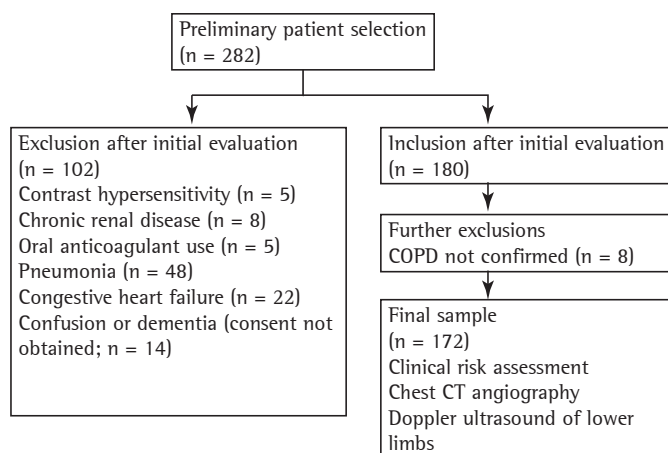 Preliminary patient selection
(n = 282)
Exclusion after initial evaluation
(n = 102)
Contrast hypersensitivity (n = 5)
Chronic renal disease (n = 8)
Oral anticoagulant use (n = 5)
Pneumonia (n = 48)
Congestive heart failure (n = 22)
Confusion or dementia (consent not
obtained; n = 14)
Inclusion after initial evaluation
(n = 180)
Further exclusions
COPD not confirmed (n = 8)
Final sample
(n = 172)
Clinical risk assessment
Chest CT angiography
Doppler ultrasound of lower
limbs